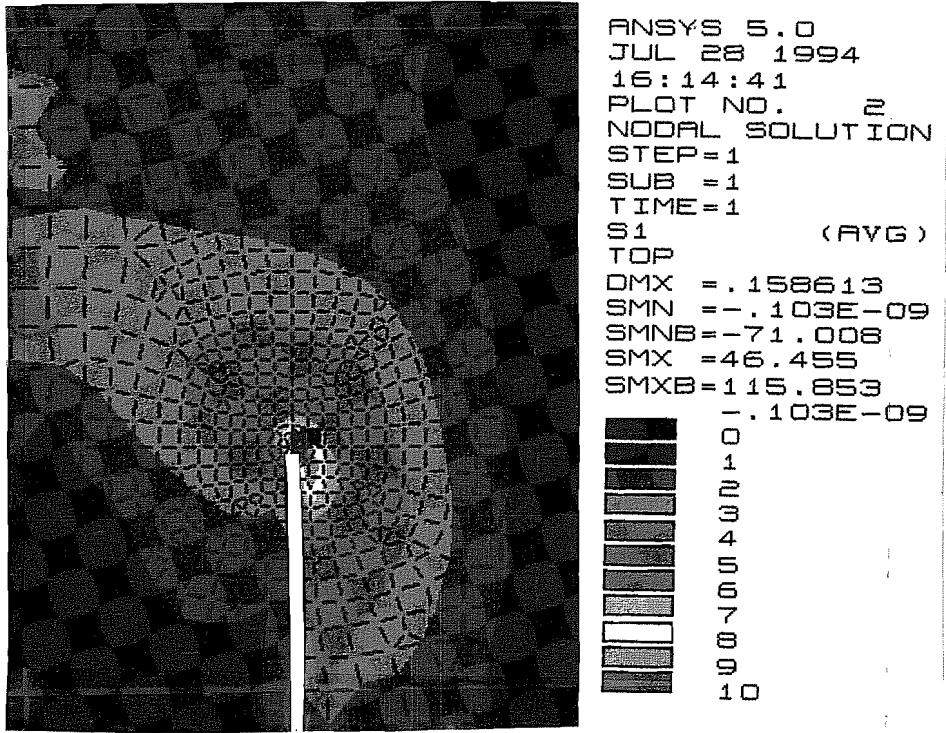 ANSYS 5.0
JUL 28 1994
16:14:41
PLOT NO. 2
NODAL SOLUTION
STEP=1
SUB =1
TIME=1
S1 (AVG)
TOP
DMX =.158613
SMN =-.103E-09
SMNB=-71.008
SMX =46.455
SMXB=115.853
-.103E-09
0
1
2
3
4
5
6
7
8
9
10